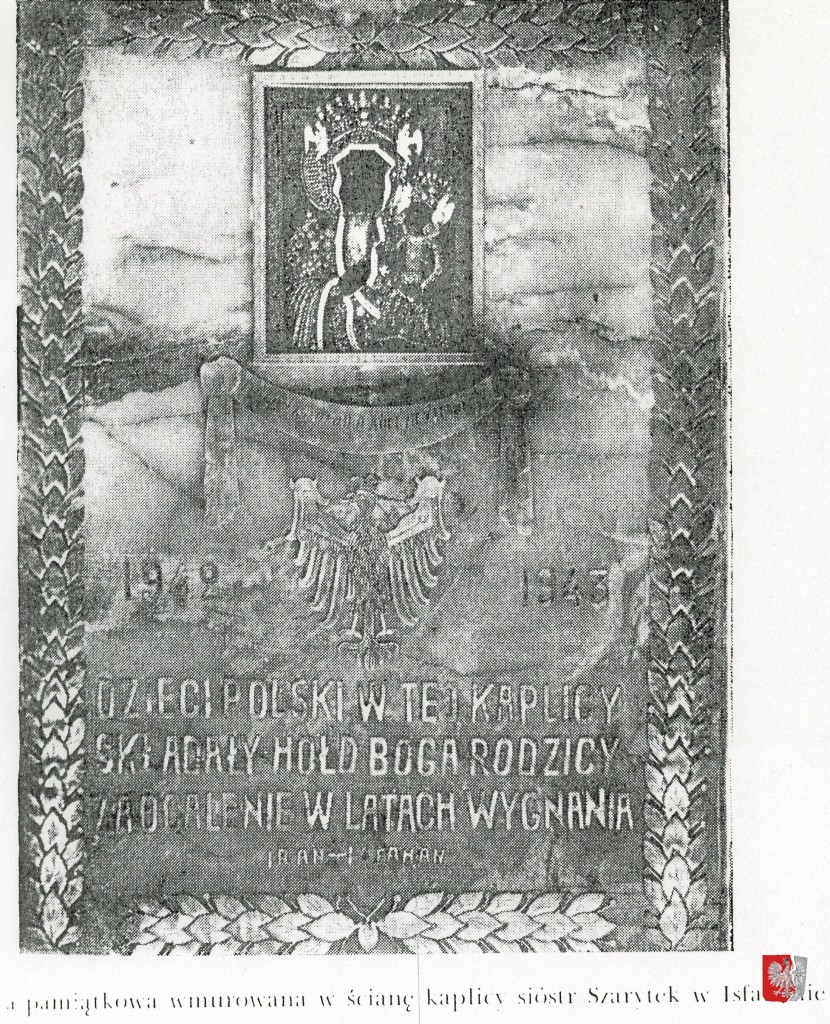 1942 1943
DZIECI POLSKI W TEJ KAPLICY
SKŁADAŁY HOŁD BOGA RODZICY
ZA OCALENIE W LATACH WYGNANIA
IRAN–ISFAHAN
a pamiątkowa wmurowana w ścianę kaplicy sióstr Szarytek w